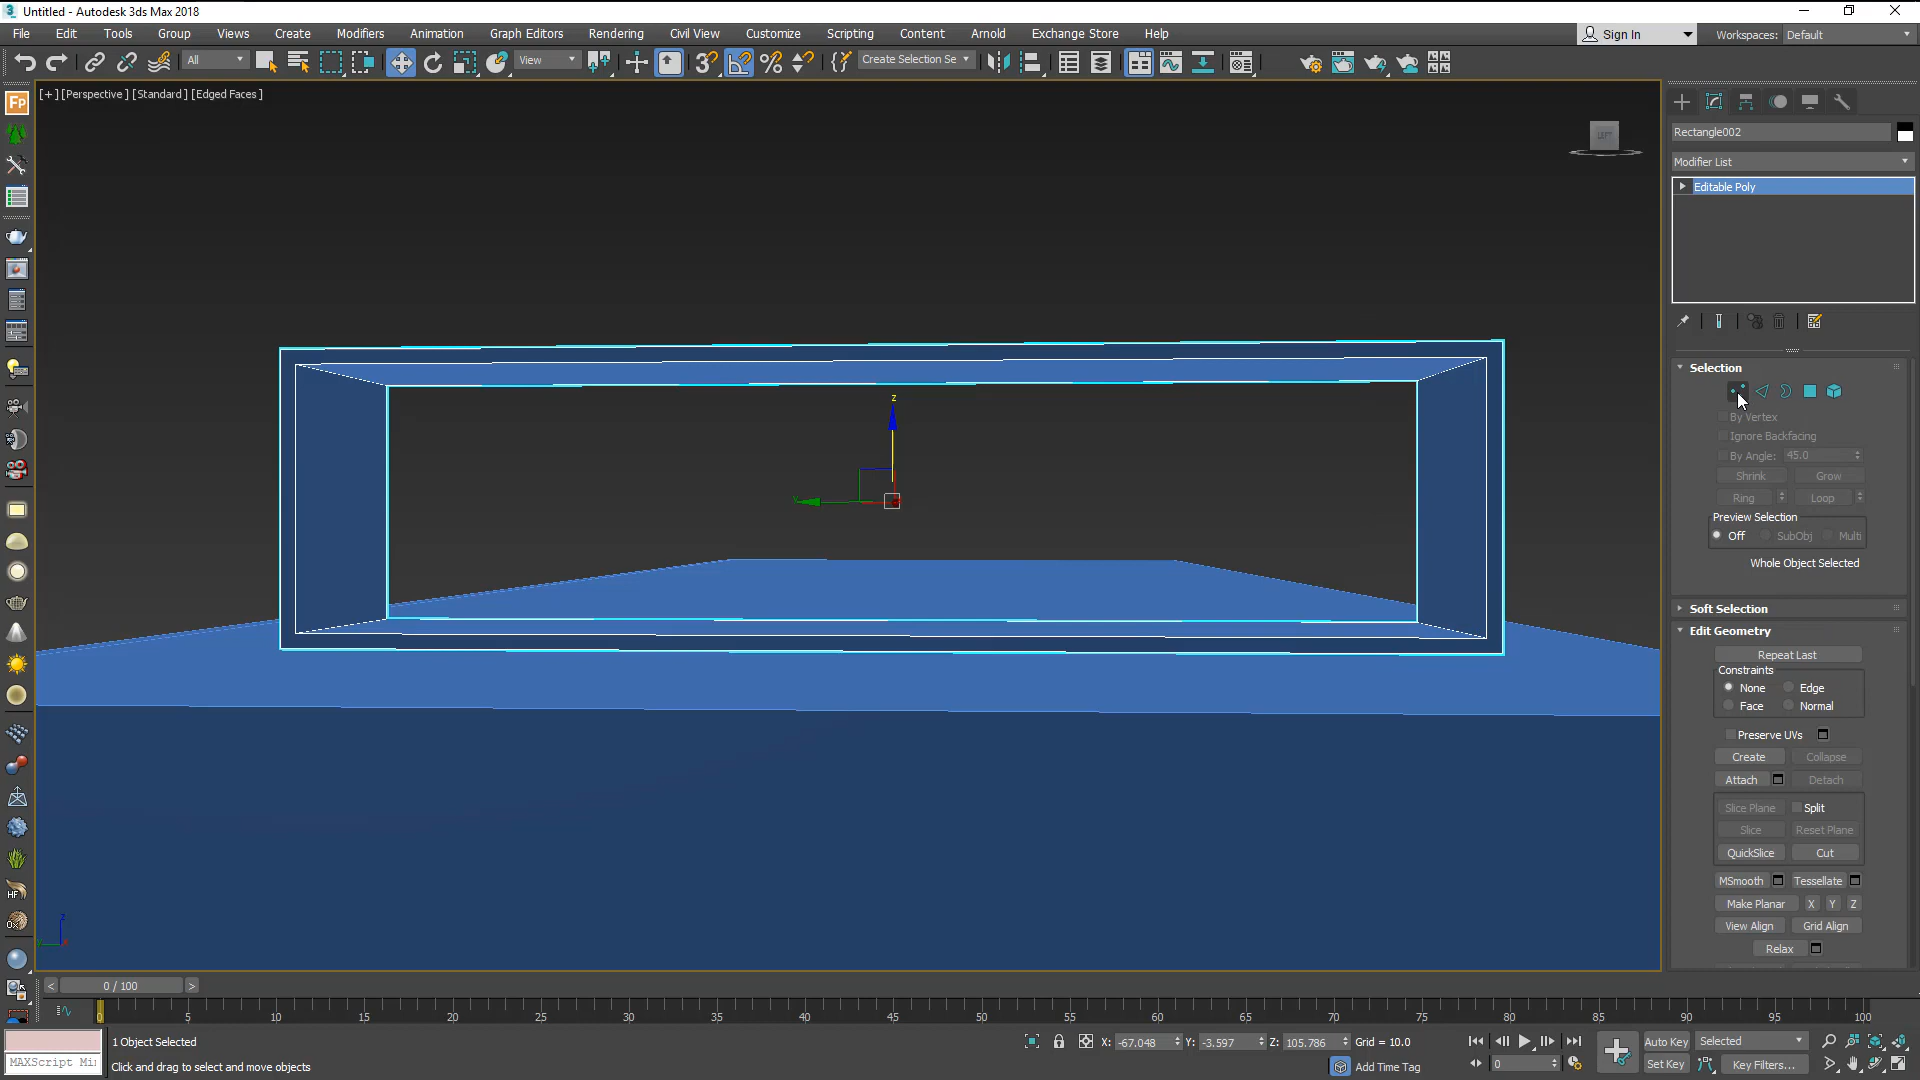 Untitled - Autodesk 3ds Max 2018
File Edit Tools Group Views Create Modifiers Animation Graph Editors Rendering Civil View Customize Scripting Content Arnold Exchange Store Help
Sign In
Workspaces: Default
All
View
Create Selection Se
[+] [Perspective] [Standard] [Edged Faces]
LEFT
Rectangle002
Modifier List
Editable Poly
Selection
By Vertex
Ignore Backfacing
By Angle: 45.0
Shrink Grow
Ring Loop
Preview Selection
Off SubObj Multi
Whole Object Selected
Soft Selection
Edit Geometry
Repeat Last
Constraints
None Edge
Face Normal
Preserve UVs
Create Collapse
Attach Detach
Slice Plane Split
Slice Reset Plane
QuickSlice Cut
MSmooth Tessellate
Make Planar X Y Z
View Align Grid Align
Relax
z
y
z
Fp
HF
< 0 / 100 >
0 5 10 15 20 25 30 35 40 45 50 55 60 65 70 75 80 85 90 95 100
1 Object Selected
X: -67.048 Y: -3.597 Z: 105.786 Grid = 10.0
Auto Key Selected
MAXScript Mi
Click and drag to select and move objects
Add Time Tag
0
Set Key Key Filters...